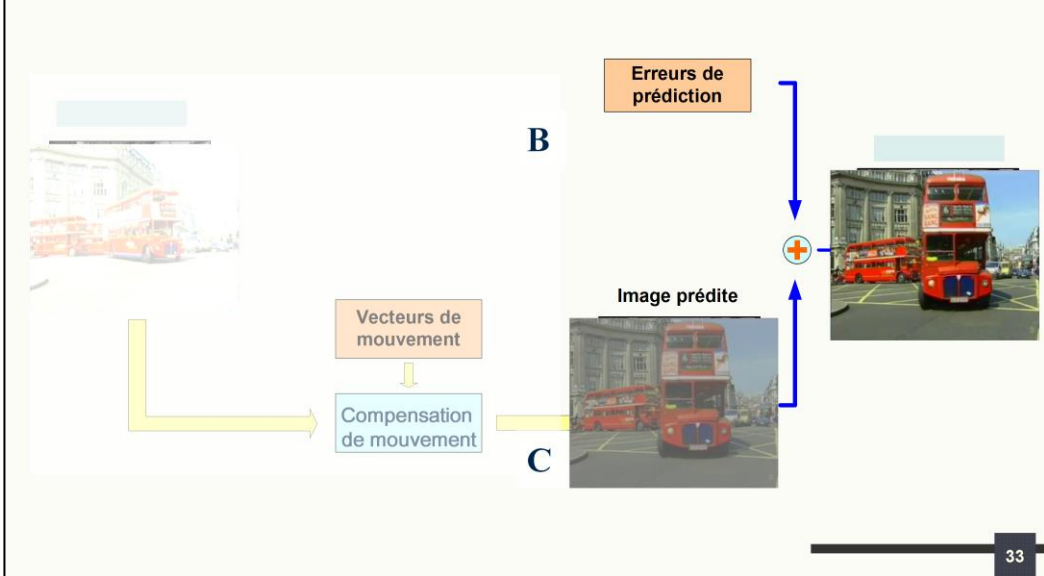 Erreurs de
prédiction
B
Image prédite
Vecteurs de
mouvement
Compensation
de mouvement
C
33